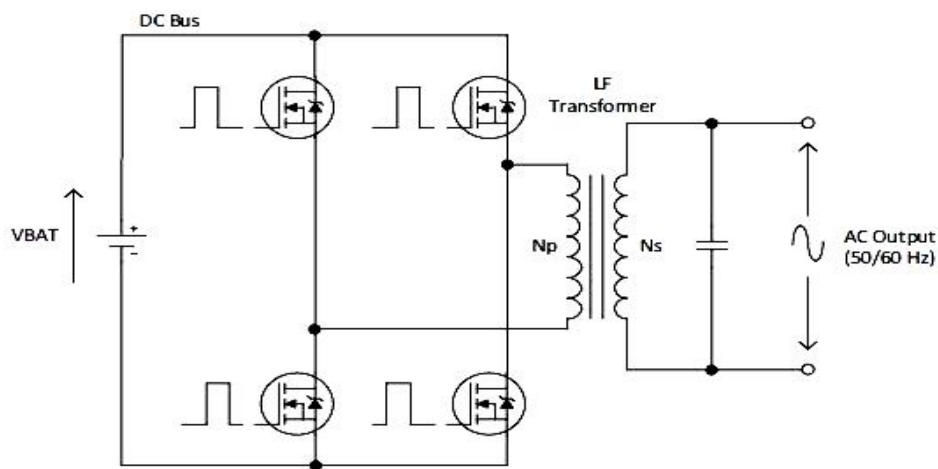 DC Bus
LF
Transformer
VBAT
+
-
Np
Ns
AC Output
(50/60 Hz)